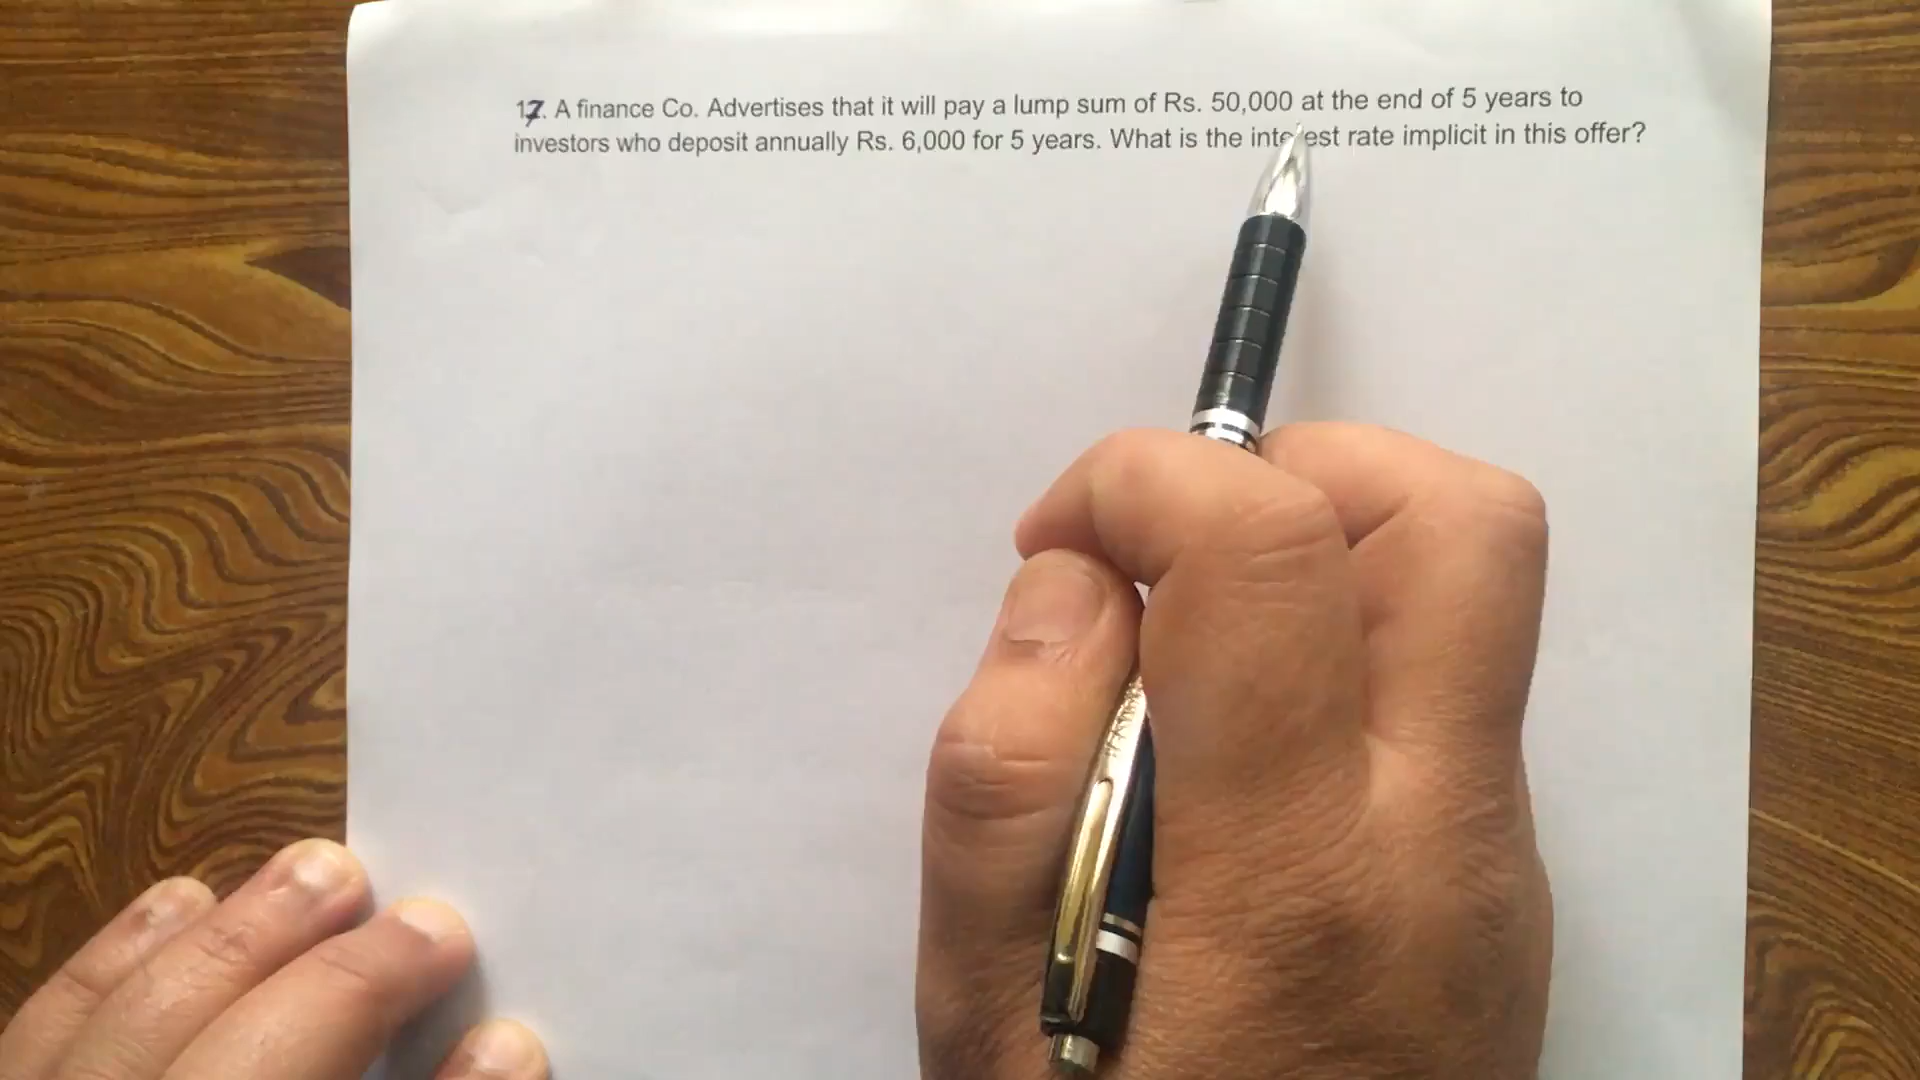 17. A finance Co. Advertises that it will pay a lump sum of Rs. 50,000 at the end of 5 years to
investors who deposit annually Rs. 6,000 for 5 years. What is the interest rate implicit in this offer?